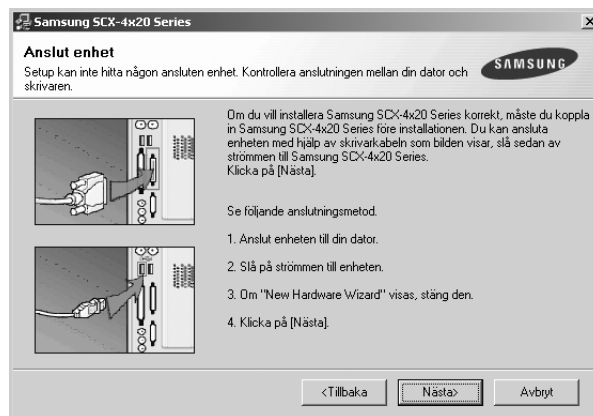 Samsung SCX-4x20 Series
Anslut enhet
Setup kan inte hitta någon ansluten enhet. Kontrollera anslutningen mellan din dator och
skrivaren.
SAMSUNG
Om du vill installera Samsung SCX-4x20 Series korrekt, måste du koppla
in Samsung SCX-4x20 Series före installationen. Du kan ansluta
enheten med hjälp av skrivarkabeln som bilden visar, slå sedan av
strömmen till Samsung SCX-4x20 Series.
Klicka på [Nästa].
Se följande anslutningsmetod.
1. Anslut enheten till din dator.
2. Slå på strömmen till enheten.
3. Om "New Hardware Wizard" visas, stäng den.
4. Klicka på [Nästa].
<Tillbaka
Nästa>
Avbryt